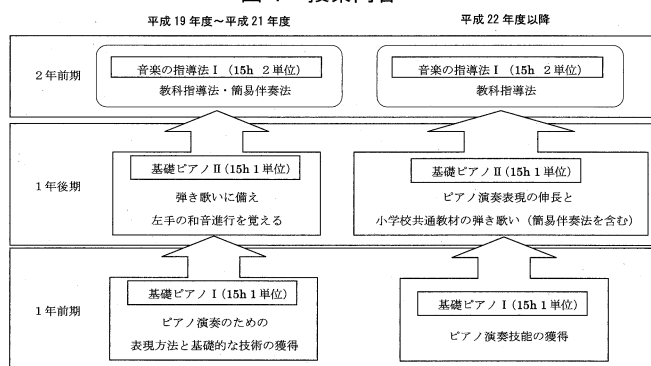 平成19年度～平成21年度
平成22年度以降
2年前期
音楽の指導法Ⅰ（15h 2単位）
教科指導法・簡易伴奏法
音楽の指導法Ⅰ（15h 2単位）
教科指導法
1年後期
基礎ピアノⅡ（15h 1単位）
弾き歌いに備え
左手の和音進行を覚える
基礎ピアノⅡ（15h 1単位）
ピアノ演奏表現の伸長と
小学校共通教材の弾き歌い（簡易伴奏法を含む）
1年前期
基礎ピアノⅠ（15h 1単位）
ピアノ演奏のための
表現方法と基礎的な技術の獲得
基礎ピアノⅠ（15h 1単位）
ピアノ演奏技能の獲得